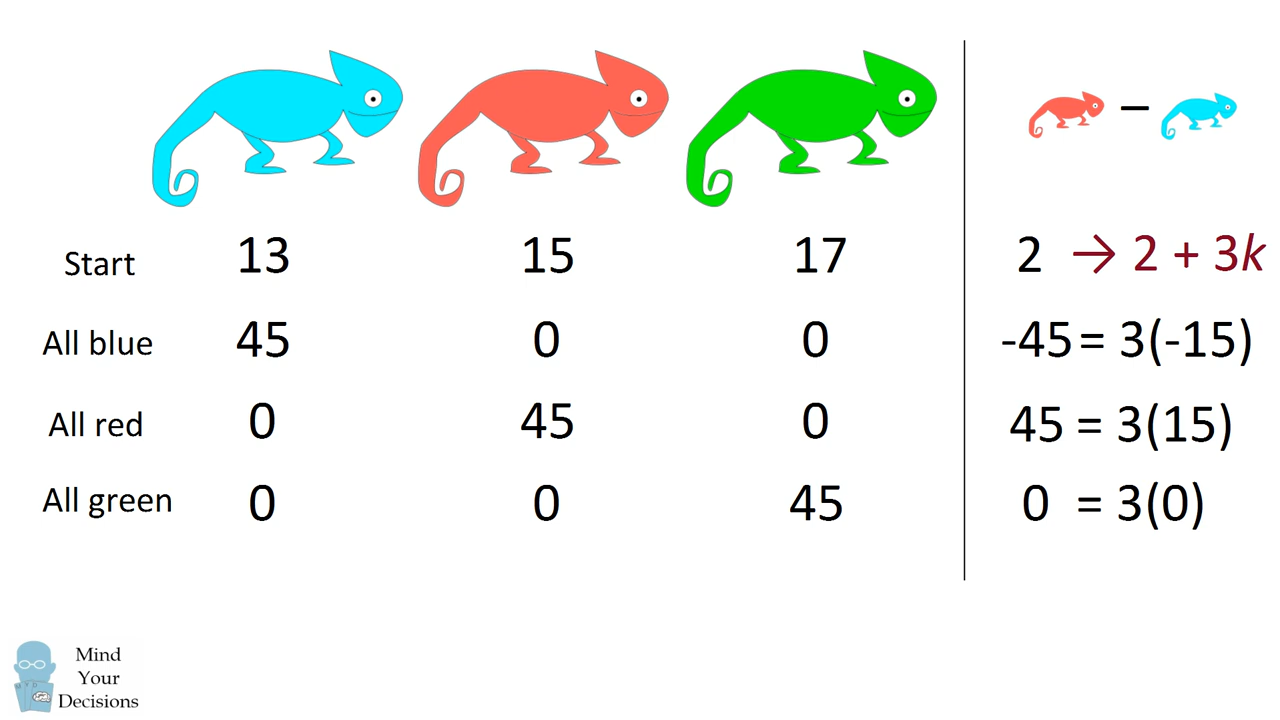 –
Start 13 15 17 2 → 2 + 3k
All blue 45 0 0 -45 = 3(-15)
All red 0 45 0 45 = 3(15)
All green 0 0 45 0 = 3(0)
Mind
Your
Decisions